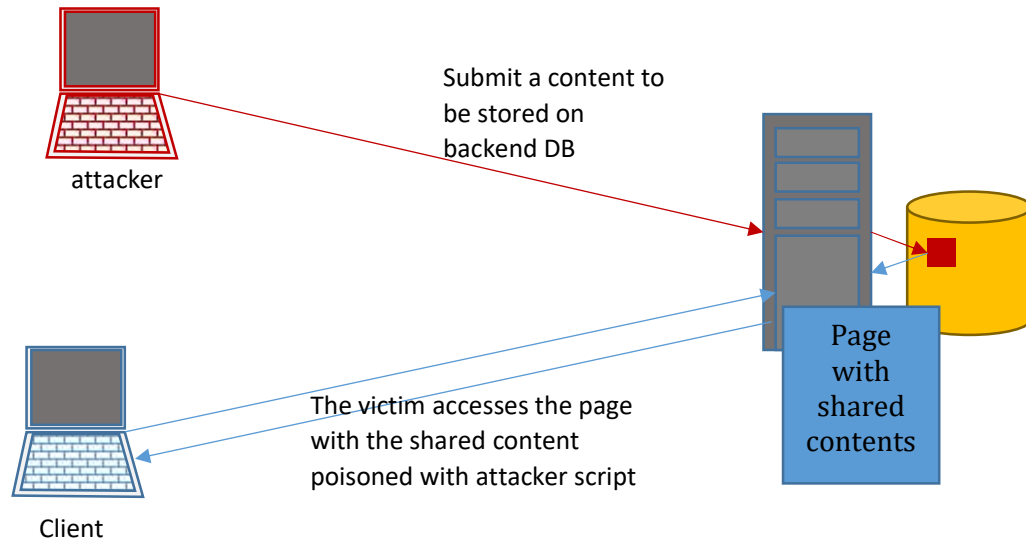 Submit a content to
be stored on
backend DB
attacker
Page
with
shared
contents
The victim accesses the page
with the shared content
poisoned with attacker script
Client